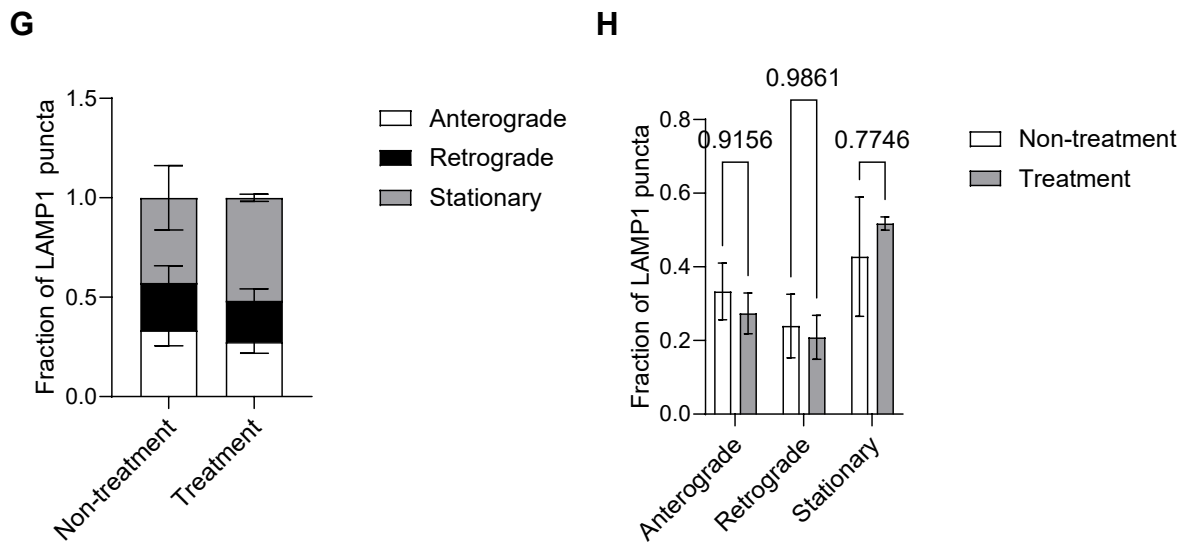 G
Fraction of LAMP1 puncta
1.5
1.0
0.5
0.0
Non-treatment
Treatment
Anterograde
Retrograde
Stationary
H
Fraction of LAMP1 puncta
0.8
0.6
0.4
0.2
0.0
0.9156
0.9861
0.7746
Anterograde
Retrograde
Stationary
Non-treatment
Treatment